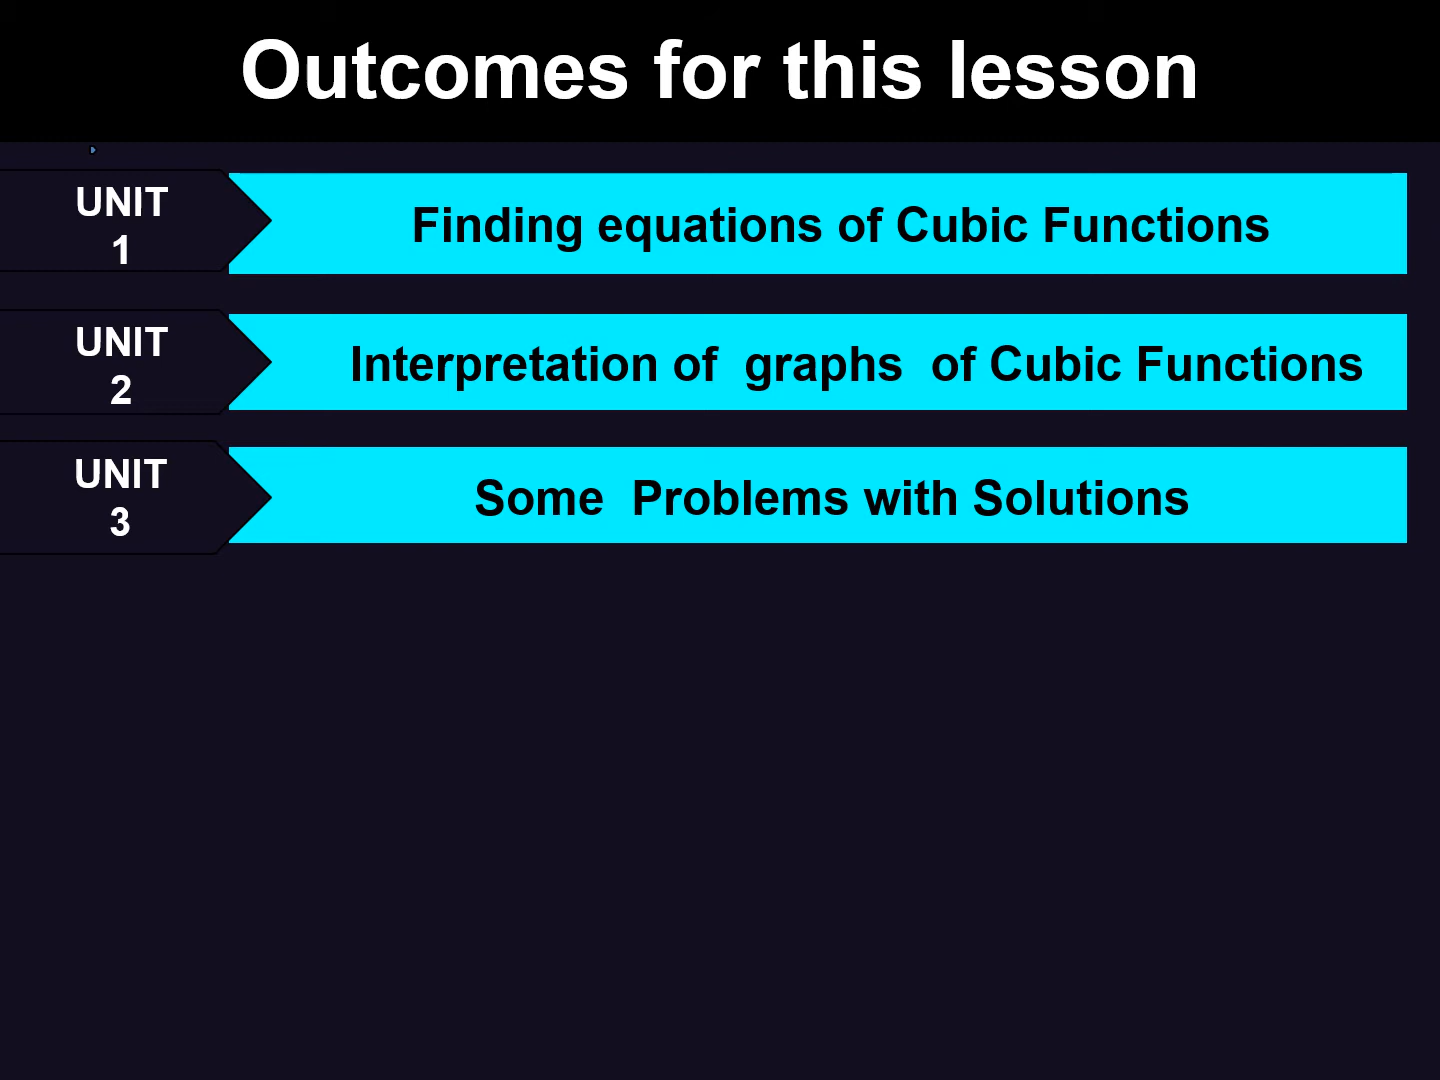 Outcomes for this lesson
UNIT
1
Finding equations of Cubic Functions
UNIT
2
Interpretation of graphs of Cubic Functions
UNIT
3
Some Problems with Solutions